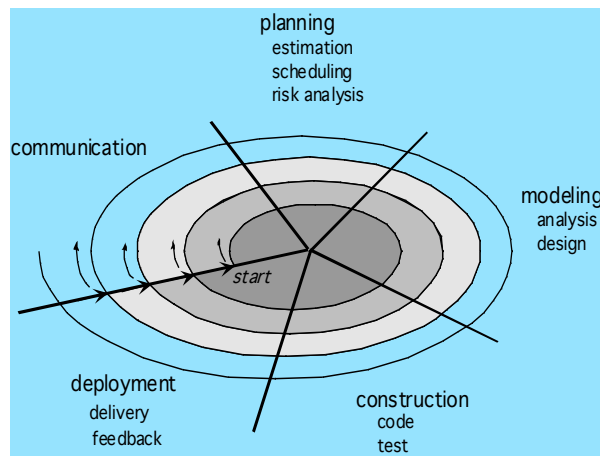 planning
estimation
scheduling
risk analysis
communication
modeling
analysis
design
start
deployment
delivery
feedback
construction
code
test